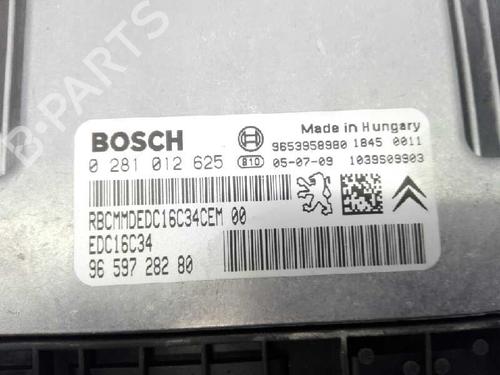 B-PARTS
BOSCH
Made in Hungary
9653958980 1845 0011
0 281 012 625 810 05-07-09 1039S09903
RBCMMDEDC16C34CEM 00
EDC16C34
96 597 282 80